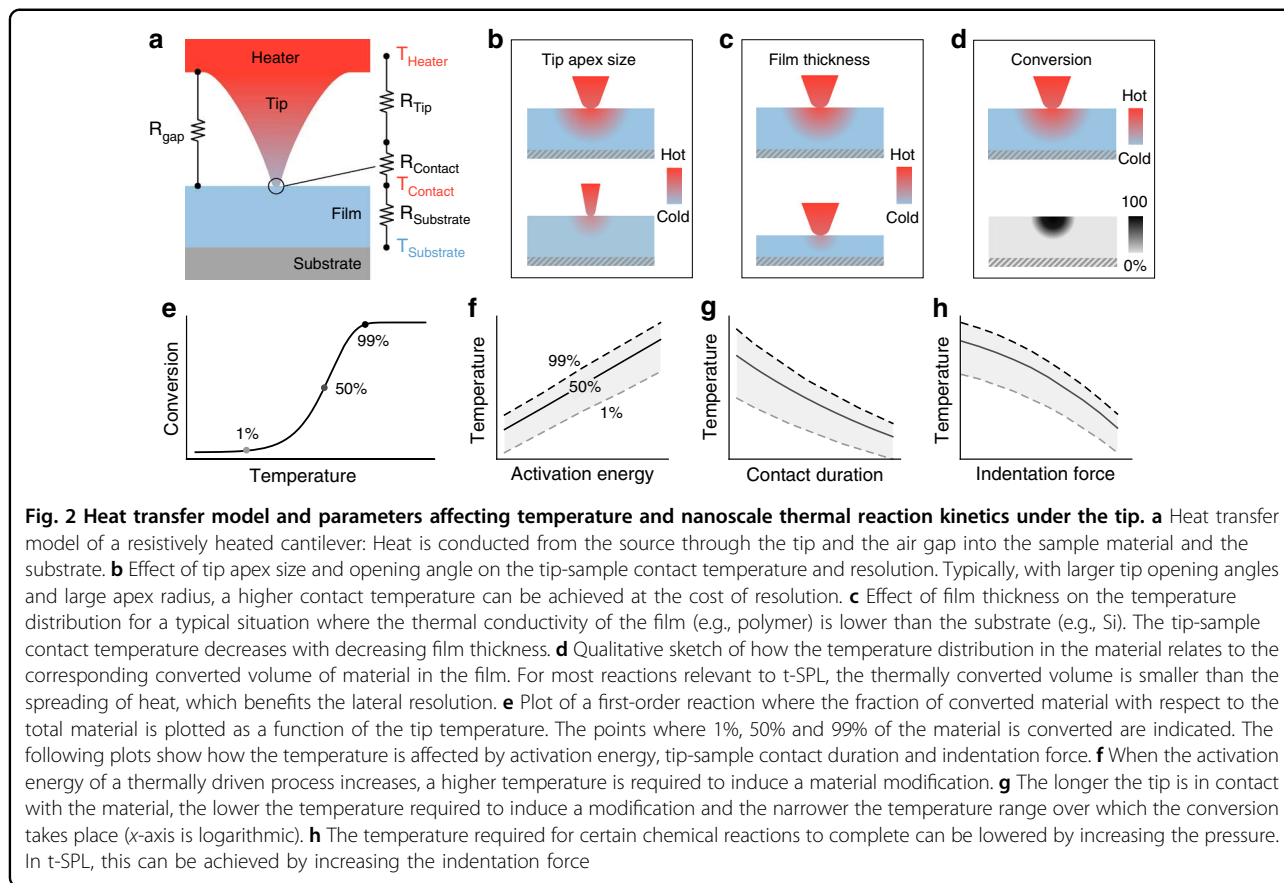 a
Heater
Tip
R_gap
Film
Substrate
T_Heater
R_Tip
R_Contact
T_Contact
R_Substrate
T_Substrate
b
Tip apex size
Hot
Cold
c
Film thickness
Hot
Cold
d
Conversion
Hot
Cold
100
0%
e
Conversion
1%
50%
99%
Temperature
f
Temperature
99%
50%
1%
Activation energy
g
Temperature
Contact duration
h
Temperature
Indentation force
Fig. 2 Heat transfer model and parameters affecting temperature and nanoscale thermal reaction kinetics under the tip. a Heat transfer
model of a resistively heated cantilever: Heat is conducted from the source through the tip and the air gap into the sample material and the
substrate. b Effect of tip apex size and opening angle on the tip-sample contact temperature and resolution. Typically, with larger tip opening angles
and large apex radius, a higher contact temperature can be achieved at the cost of resolution. c Effect of film thickness on the temperature
distribution for a typical situation where the thermal conductivity of the film (e.g., polymer) is lower than the substrate (e.g., Si). The tip-sample
contact temperature decreases with decreasing film thickness. d Qualitative sketch of how the temperature distribution in the material relates to the
corresponding converted volume of material in the film. For most reactions relevant to t-SPL, the thermally converted volume is smaller than the
spreading of heat, which benefits the lateral resolution. e Plot of a first-order reaction where the fraction of converted material with respect to the
total material is plotted as a function of the tip temperature. The points where 1%, 50% and 99% of the material is converted are indicated. The
following plots show how the temperature is affected by activation energy, tip-sample contact duration and indentation force. f When the activation
energy of a thermally driven process increases, a higher temperature is required to induce a material modification. g The longer the tip is in contact
with the material, the lower the temperature required to induce a modification and the narrower the temperature range over which the conversion
takes place (x-axis is logarithmic). h The temperature required for certain chemical reactions to complete can be lowered by increasing the pressure.
In t-SPL, this can be achieved by increasing the indentation force